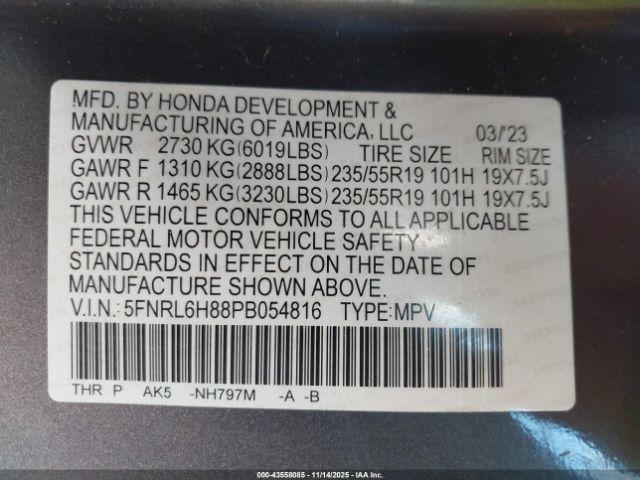 MFD. BY HONDA DEVELOPMENT &
MANUFACTURING OF AMERICA, LLC 03/'23
GVWR 2730 KG(6019LBS) TIRE SIZE RIM SIZE
GAWR F 1310 KG(2888LBS) 235/55R19 101H 19X7.5J
GAWR R 1465 KG(3230LBS) 235/55R19 101H 19X7.5J
THIS VEHICLE CONFORMS TO ALL APPLICABLE
FEDERAL MOTOR VEHICLE SAFETY
STANDARDS IN EFFECT ON THE DATE OF
MANUFACTURE SHOWN ABOVE.
V.I.N.: 5FNRL6H88PB054816 TYPE:MPV
THR P AK5 -NH797M -A -B
000-43558085 - 11/14/2025 - IAA Inc.